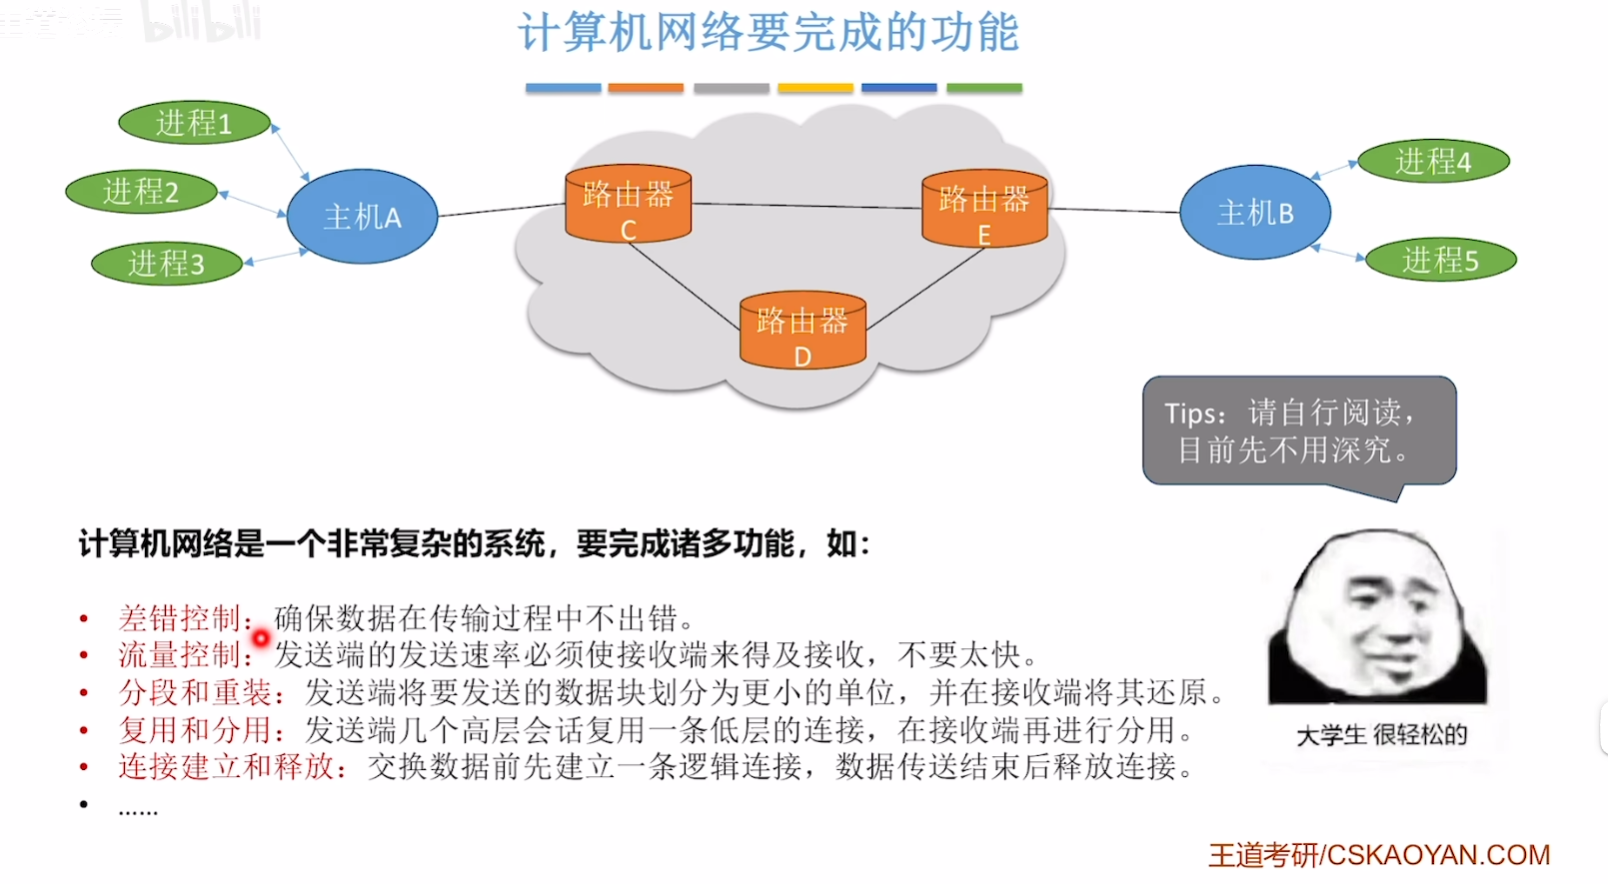 bilibili
计算机网络要完成的功能
进程1
进程2
进程3
主机A
路由器
C
路由器
D
路由器
E
主机B
进程4
进程5
Tips：请自行阅读，
目前先不用深究。
计算机网络是一个非常复杂的系统，要完成诸多功能，如：
• 差错控制：确保数据在传输过程中不出错。
• 流量控制：发送端的发送速率必须使接收端来得及接收，不要太快。
• 分段和重装：发送端将要发送的数据块划分为更小的单位，并在接收端将其还原。
• 复用和分用：发送端几个高层会话复用一条低层的连接，在接收端再进行分用。
• 连接建立和释放：交换数据前先建立一条逻辑连接，数据传送结束后释放连接。
• ……
大学生 很轻松的
王道考研/CSKAOYAN.COM